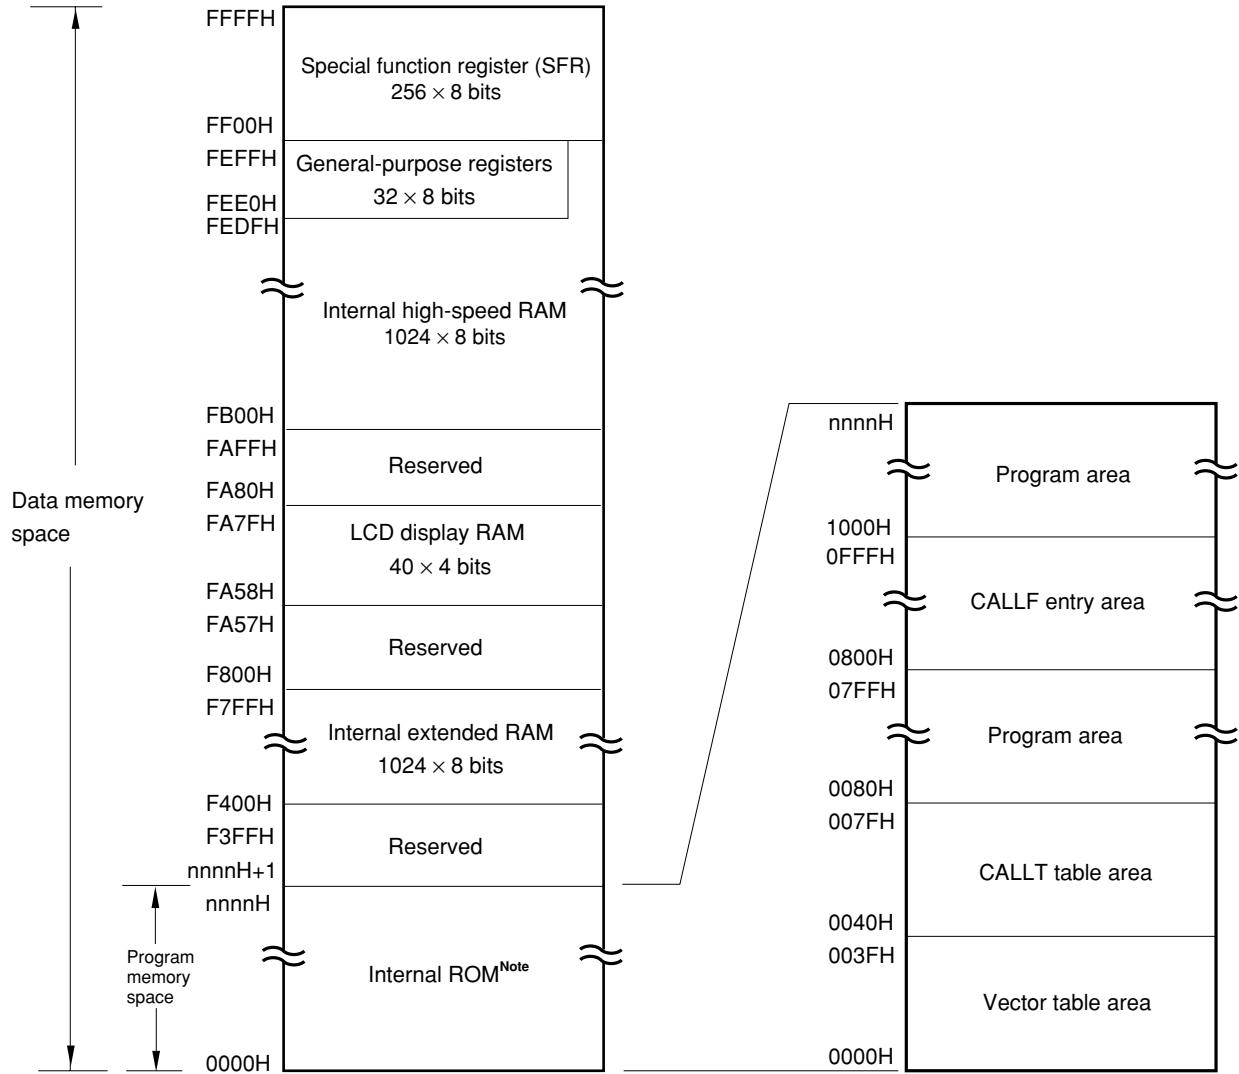 FFFFH
Special function register (SFR)
256 × 8 bits
FF00H
FEFFH
General-purpose registers
32 × 8 bits
FEE0H
FEDFH
Internal high-speed RAM
1024 × 8 bits
FB00H
FAFFH
Reserved
FA80H
FA7FH
LCD display RAM
40 × 4 bits
FA58H
FA57H
Reserved
F800H
F7FFH
Internal extended RAM
1024 × 8 bits
F400H
F3FFH
Reserved
nnnnH+1
nnnnH
Internal ROMNote
0000H
Data memory
space
Program
memory
space
nnnnH
Program area
1000H
0FFFH
CALLF entry area
0800H
07FFH
Program area
0080H
007FH
CALLT table area
0040H
003FH
Vector table area
0000H